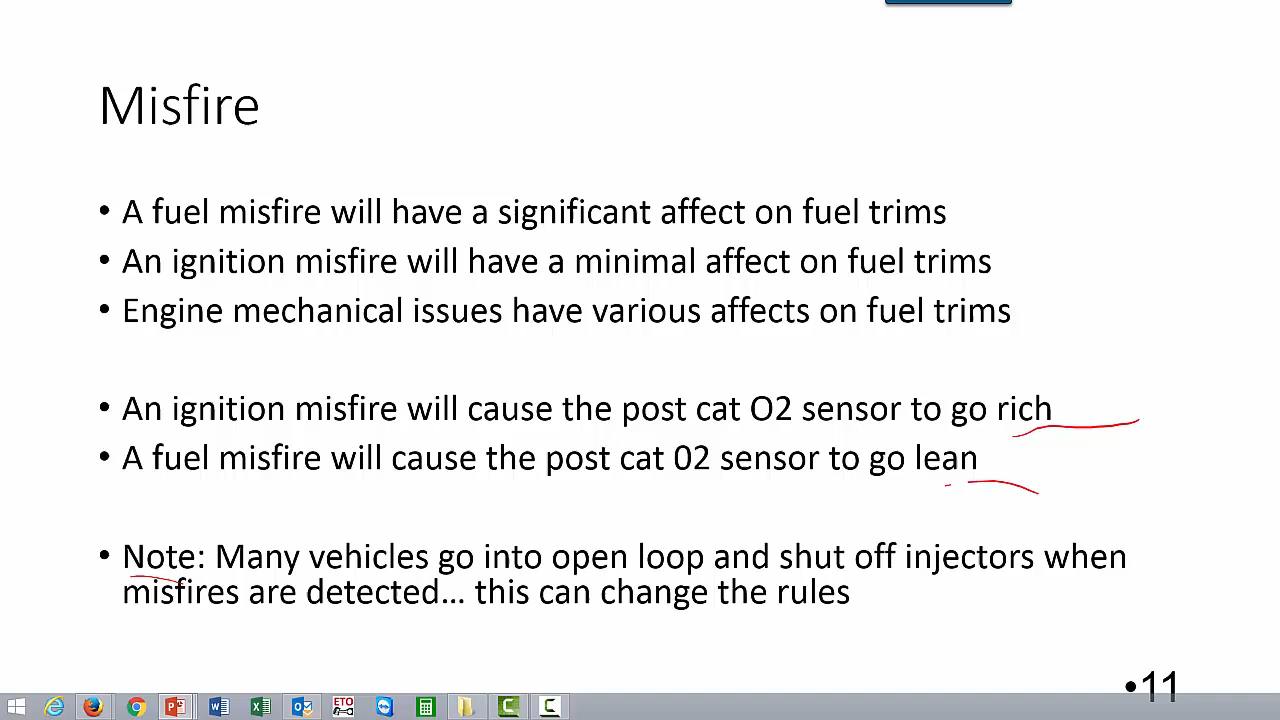 Misfire
• A fuel misfire will have a significant affect on fuel trims
• An ignition misfire will have a minimal affect on fuel trims
• Engine mechanical issues have various affects on fuel trims
• An ignition misfire will cause the post cat O2 sensor to go rich
• A fuel misfire will cause the post cat 02 sensor to go lean
• Note: Many vehicles go into open loop and shut off injectors when
misfires are detected... this can change the rules
•11
ETO